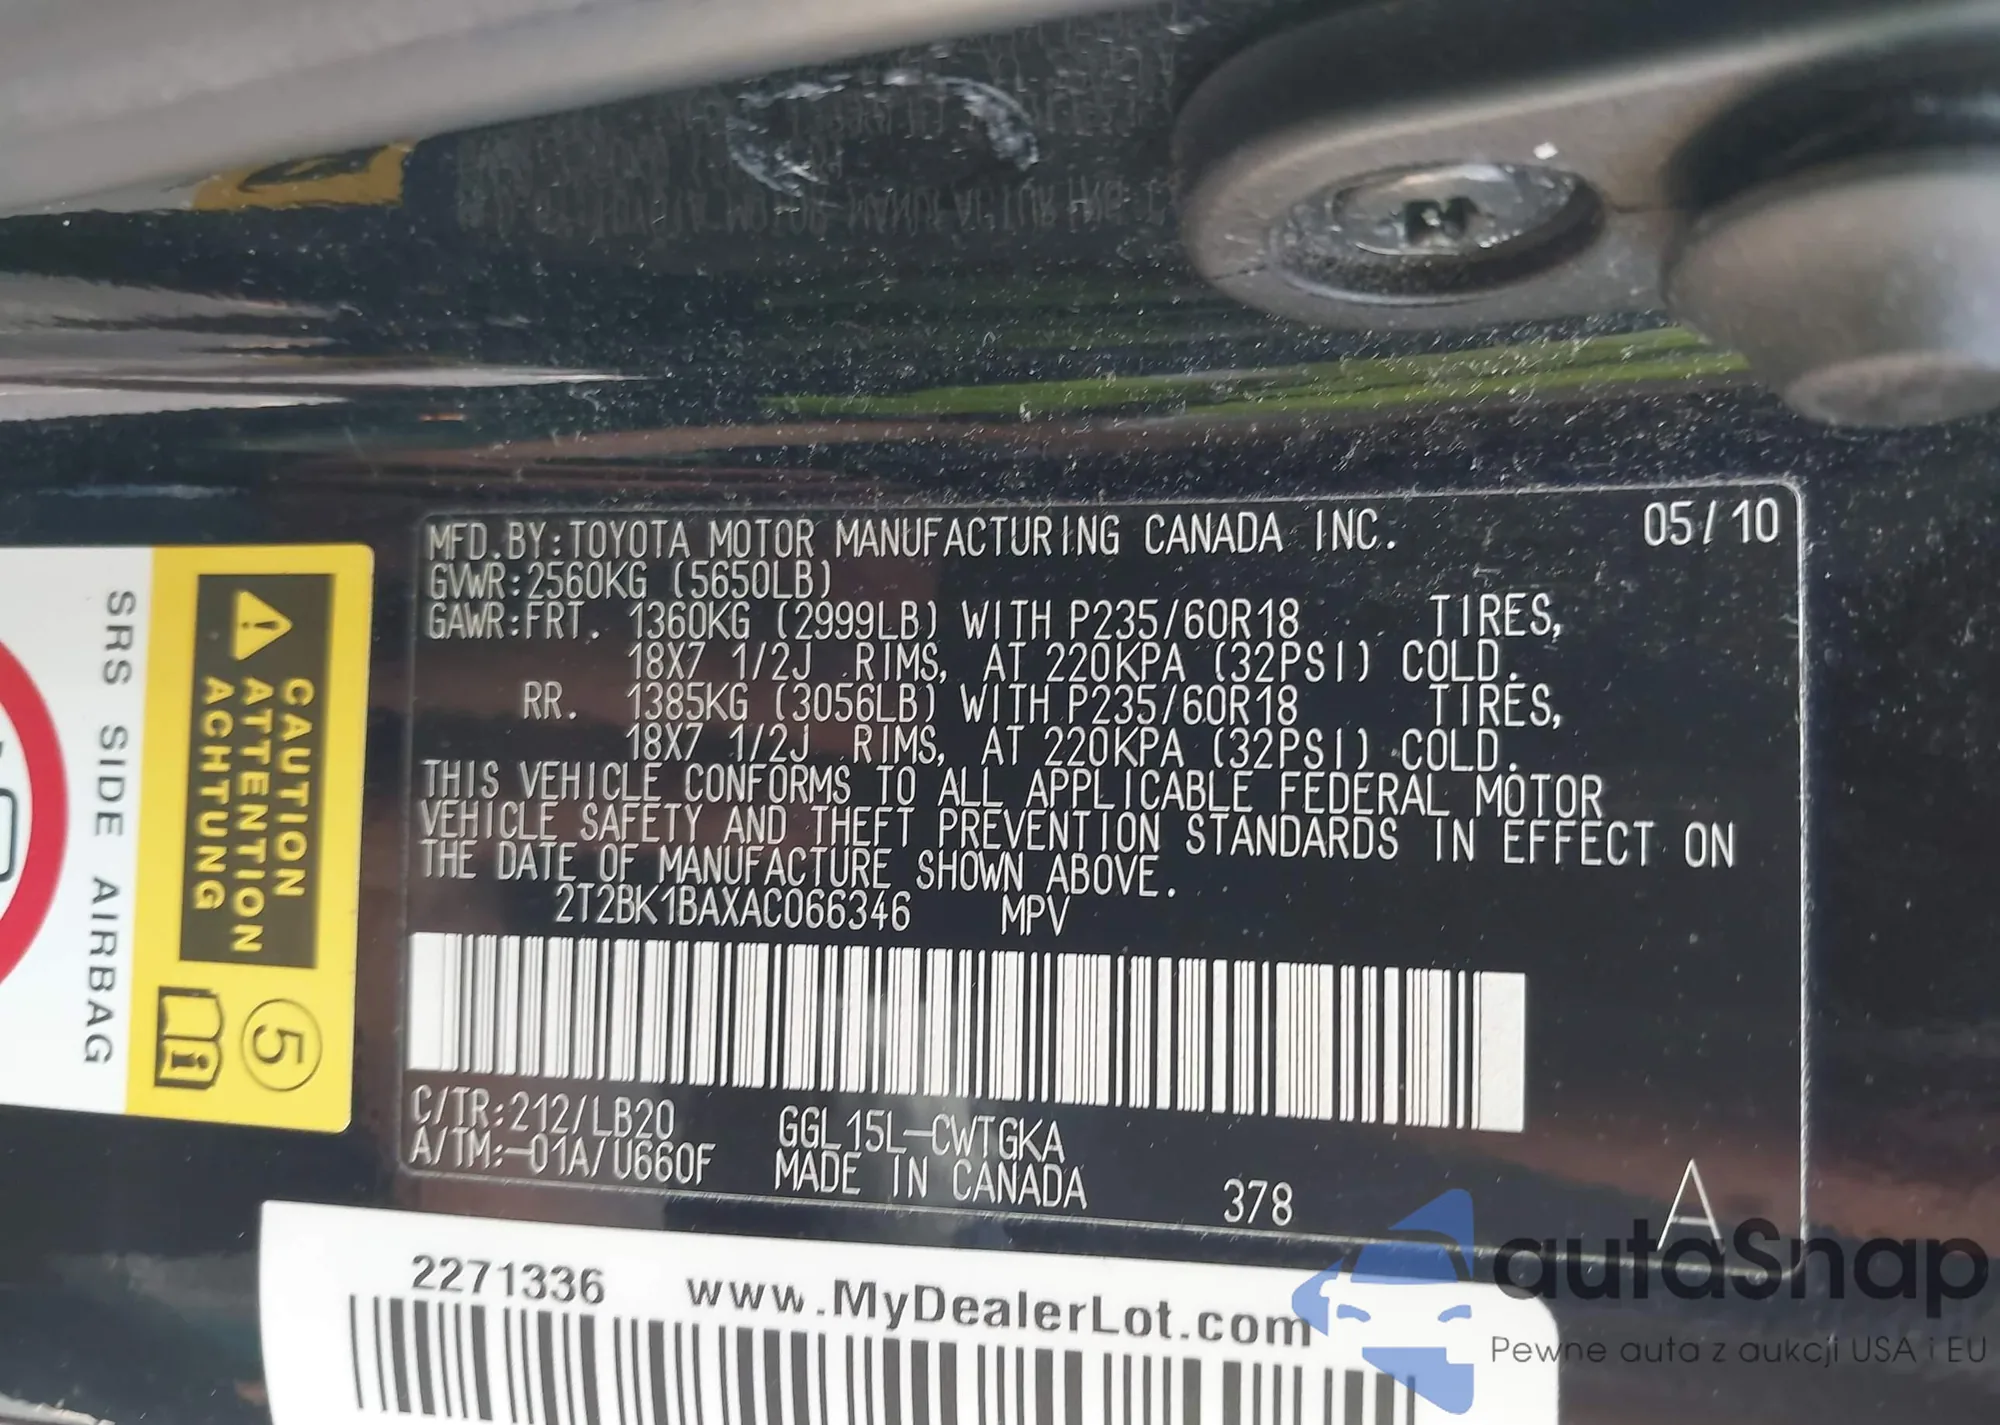 MFD.BY:TOYOTA MOTOR MANUFACTURING CANADA INC. 05/10
GVWR:2560KG (5650LB)
GAWR:FRT. 1360KG (2999LB) WITH P235/60R18 TIRES,
18X7 1/2J RIMS, AT 220KPA (32PSI) COLD.
RR. 1385KG (3056LB) WITH P235/60R18 TIRES,
18X7 1/2J RIMS, AT 220KPA (32PSI) COLD.
THIS VEHICLE CONFORMS TO ALL APPLICABLE FEDERAL MOTOR
VEHICLE SAFETY AND THEFT PREVENTION STANDARDS IN EFFECT ON
THE DATE OF MANUFACTURE SHOWN ABOVE.
2T2BK1BAXAC066346 MPV
C/TR:212/LB20 GGL15L-CWTGKA
A/TM:-01A/U660F MADE IN CANADA 378 A
CAUTION
ATTENTION
ACHTUNG
5
i
SRS SIDE AIRBAG
2271336 www.MyDealerLot.com
autaSnap
Pewne auta z aukcji USA i EU